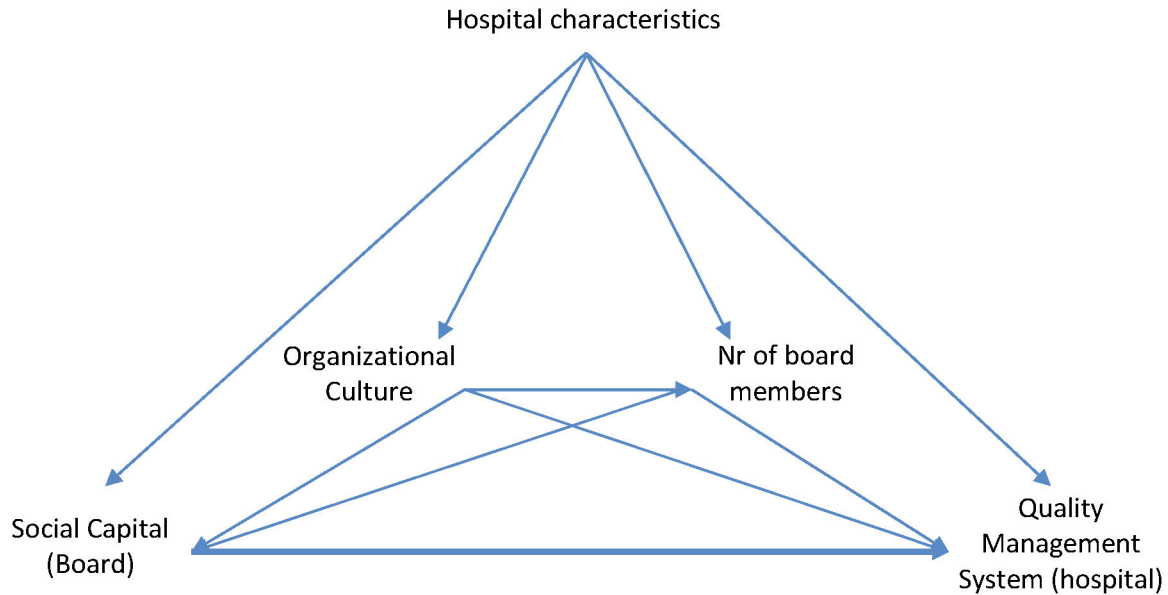 Hospital characteristics
Organizational
Culture
Nr of board
members
Social Capital
(Board)
Quality
Management
System (hospital)